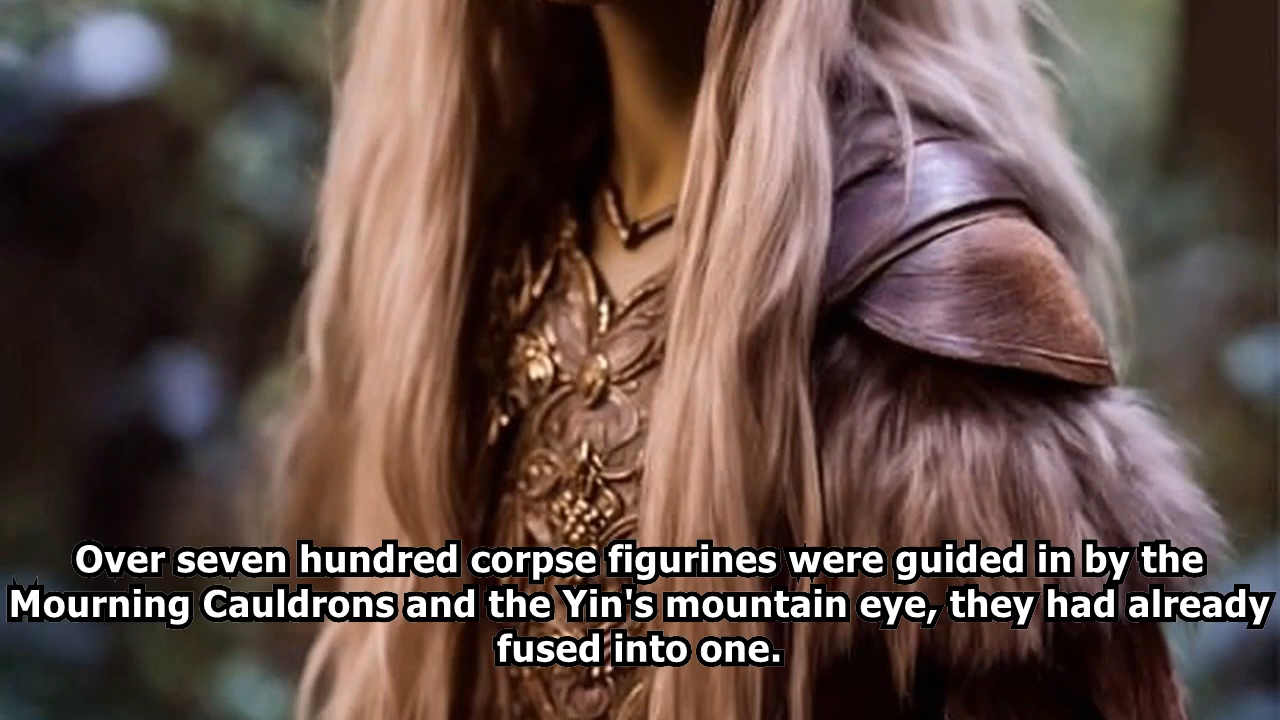 Over seven hundred corpse figurines were guided in by the
Mourning Cauldrons and the Yin's mountain eye, they had already
fused into one.